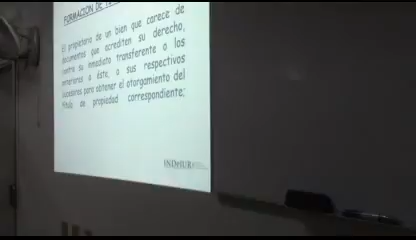 FORMACION DE
El propietario de un bien que carece de
documentos que acrediten su derecho,
contra su inmediato transferente o los
anteriores a éste, o sus respectivos
sucesores para obtener el otorgamiento del
título de propiedad correspondiente;
INDeIUR